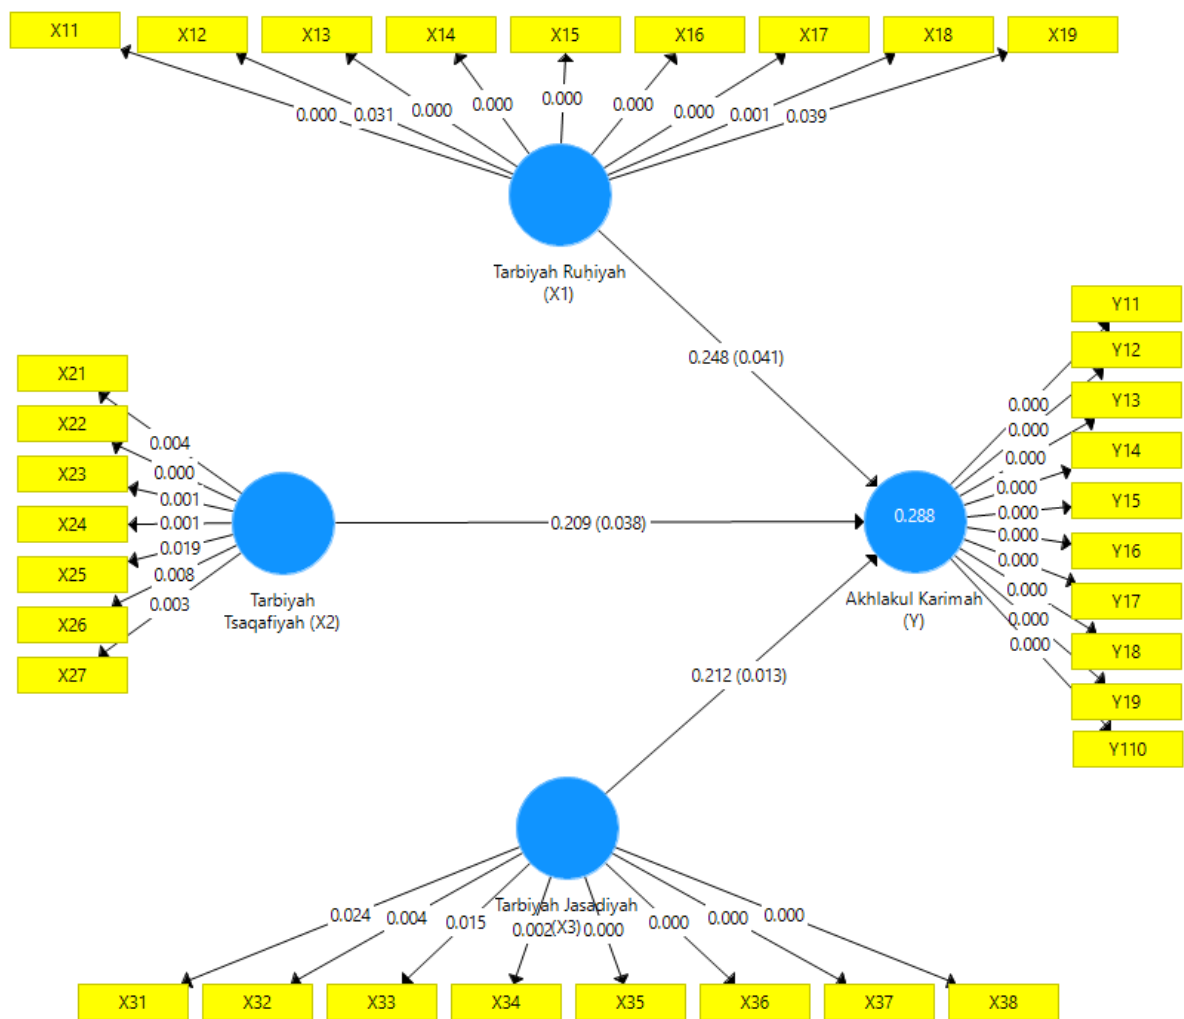 X11
X12
X13
X14
X15
X16
X17
X18
X19
0.000
0.031
0.000
0.000
0.000
0.000
0.000
0.001
0.039
Tarbiyah Ruḥiyah
(X1)
0.248 (0.041)
X21
X22
X23
X24
X25
X26
X27
0.004
0.000
0.001
0.001
0.019
0.008
0.003
Tarbiyah
Tsaqafiyah (X2)
0.209 (0.038)
0.288
Akhlakul Karimah
(Y)
Y11
Y12
Y13
Y14
Y15
Y16
Y17
Y18
Y19
Y110
0.000
0.000
0.000
0.000
0.000
0.000
0.000
0.000
0.000
0.000
0.212 (0.013)
Tarbiyah Jasadiyah
(X3)
0.024
0.004
0.015
0.002
0.000
0.000
0.000
0.000
X31
X32
X33
X34
X35
X36
X37
X38